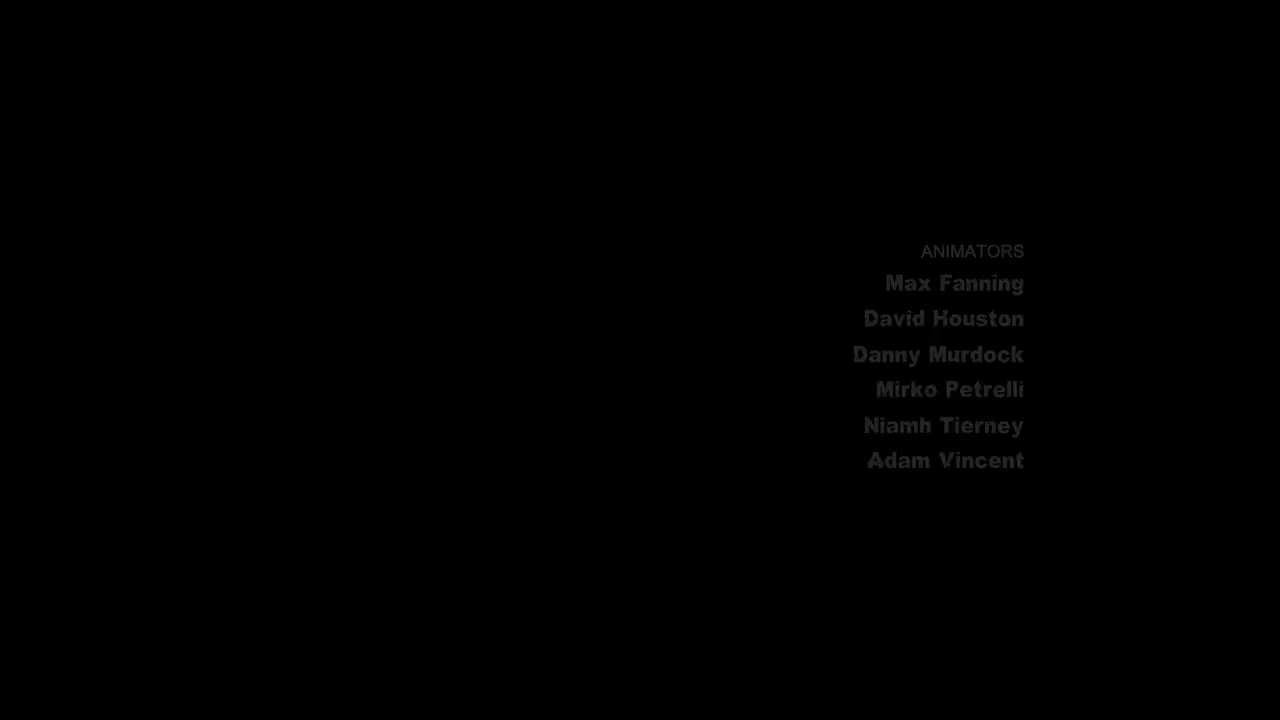 ANIMATORS
Max Fanning
David Houston
Danny Murdock
Mirko Petrelli
Niamh Tierney
Adam Vincent